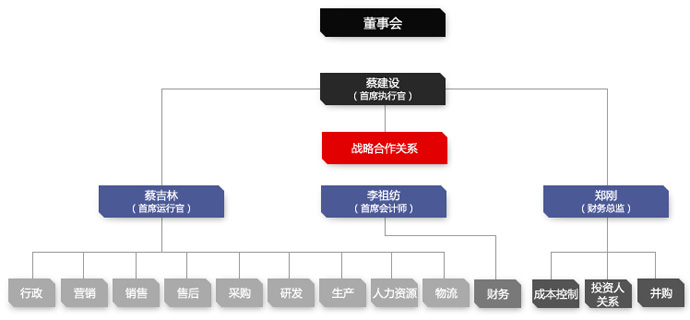 董事会
蔡建设
（首席执行官）
战略合作关系
蔡吉林
（首席运行官）
李祖纺
（首席会计师）
郑刚
（财务总监）
行政
营销
销售
售后
采购
研发
生产
人力资源
物流
财务
成本控制
投资人
关系
并购